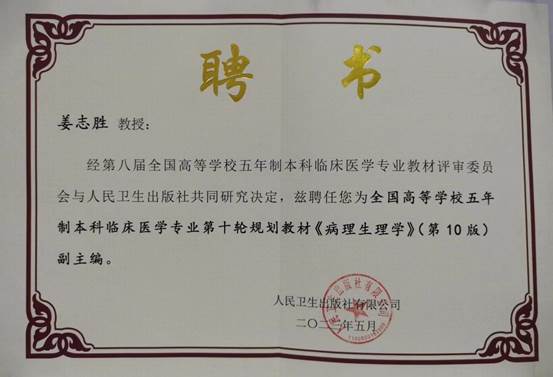 聘书
姜志胜 教授：
经第八届全国高等学校五年制本科临床医学专业教材评审委员
会与人民卫生出版社共同研究决定，兹聘任您为全国高等学校五年
制本科临床医学专业第十轮规划教材《病理生理学》（第10版）
副主编。
人民卫生出版社有限公司
年五月